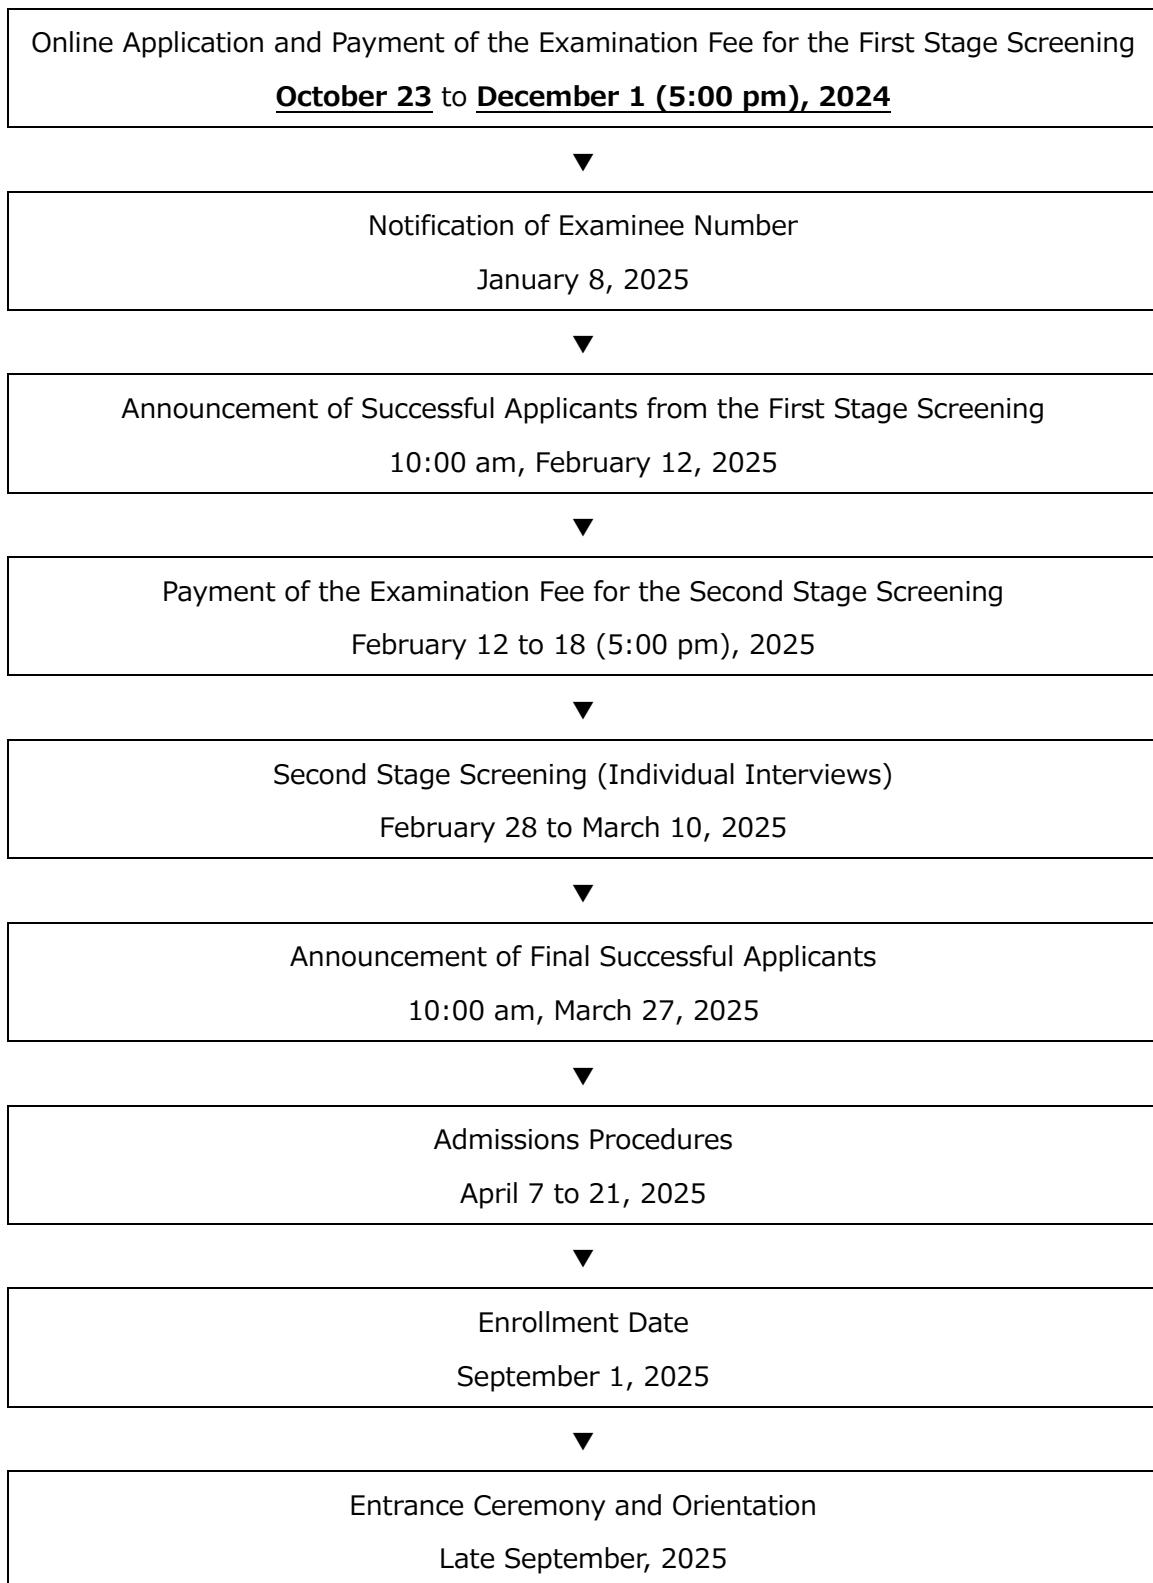 Online Application and Payment of the Examination Fee for the First Stage Screening
October 23 to December 1 (5:00 pm), 2024
▼
Notification of Examinee Number
January 8, 2025
▼
Announcement of Successful Applicants from the First Stage Screening
10:00 am, February 12, 2025
▼
Payment of the Examination Fee for the Second Stage Screening
February 12 to 18 (5:00 pm), 2025
▼
Second Stage Screening (Individual Interviews)
February 28 to March 10, 2025
▼
Announcement of Final Successful Applicants
10:00 am, March 27, 2025
▼
Admissions Procedures
April 7 to 21, 2025
▼
Enrollment Date
September 1, 2025
▼
Entrance Ceremony and Orientation
Late September, 2025